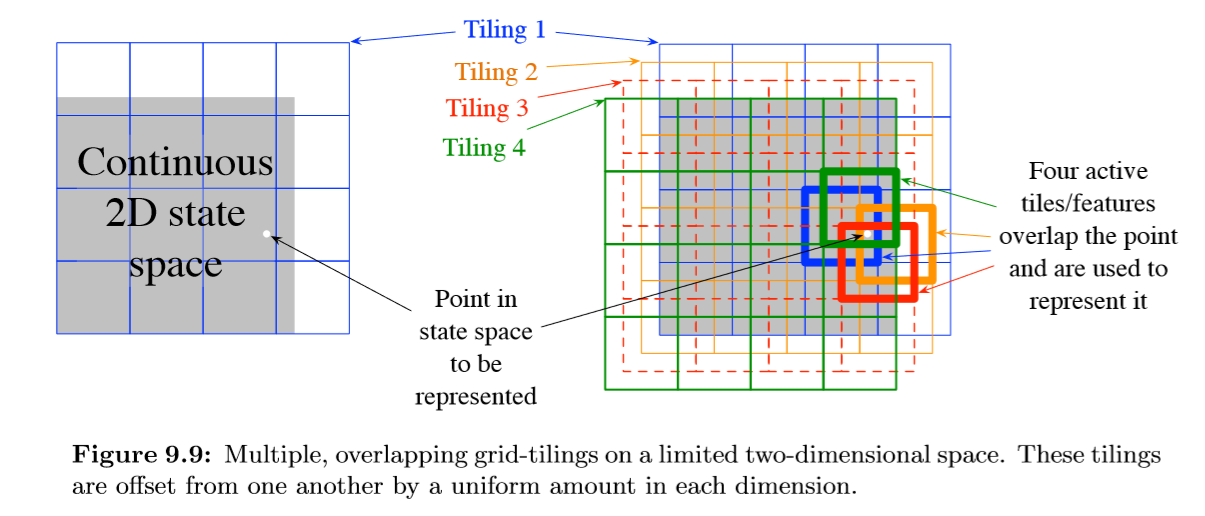 Tiling 1
Tiling 2
Tiling 3
Tiling 4
Continuous
2D state
space
Point in
state space
to be
represented
Four active
tiles/features
overlap the point
and are used to
represent it
Figure 9.9: Multiple, overlapping grid-tilings on a limited two-dimensional space. These tilings
are offset from one another by a uniform amount in each dimension.